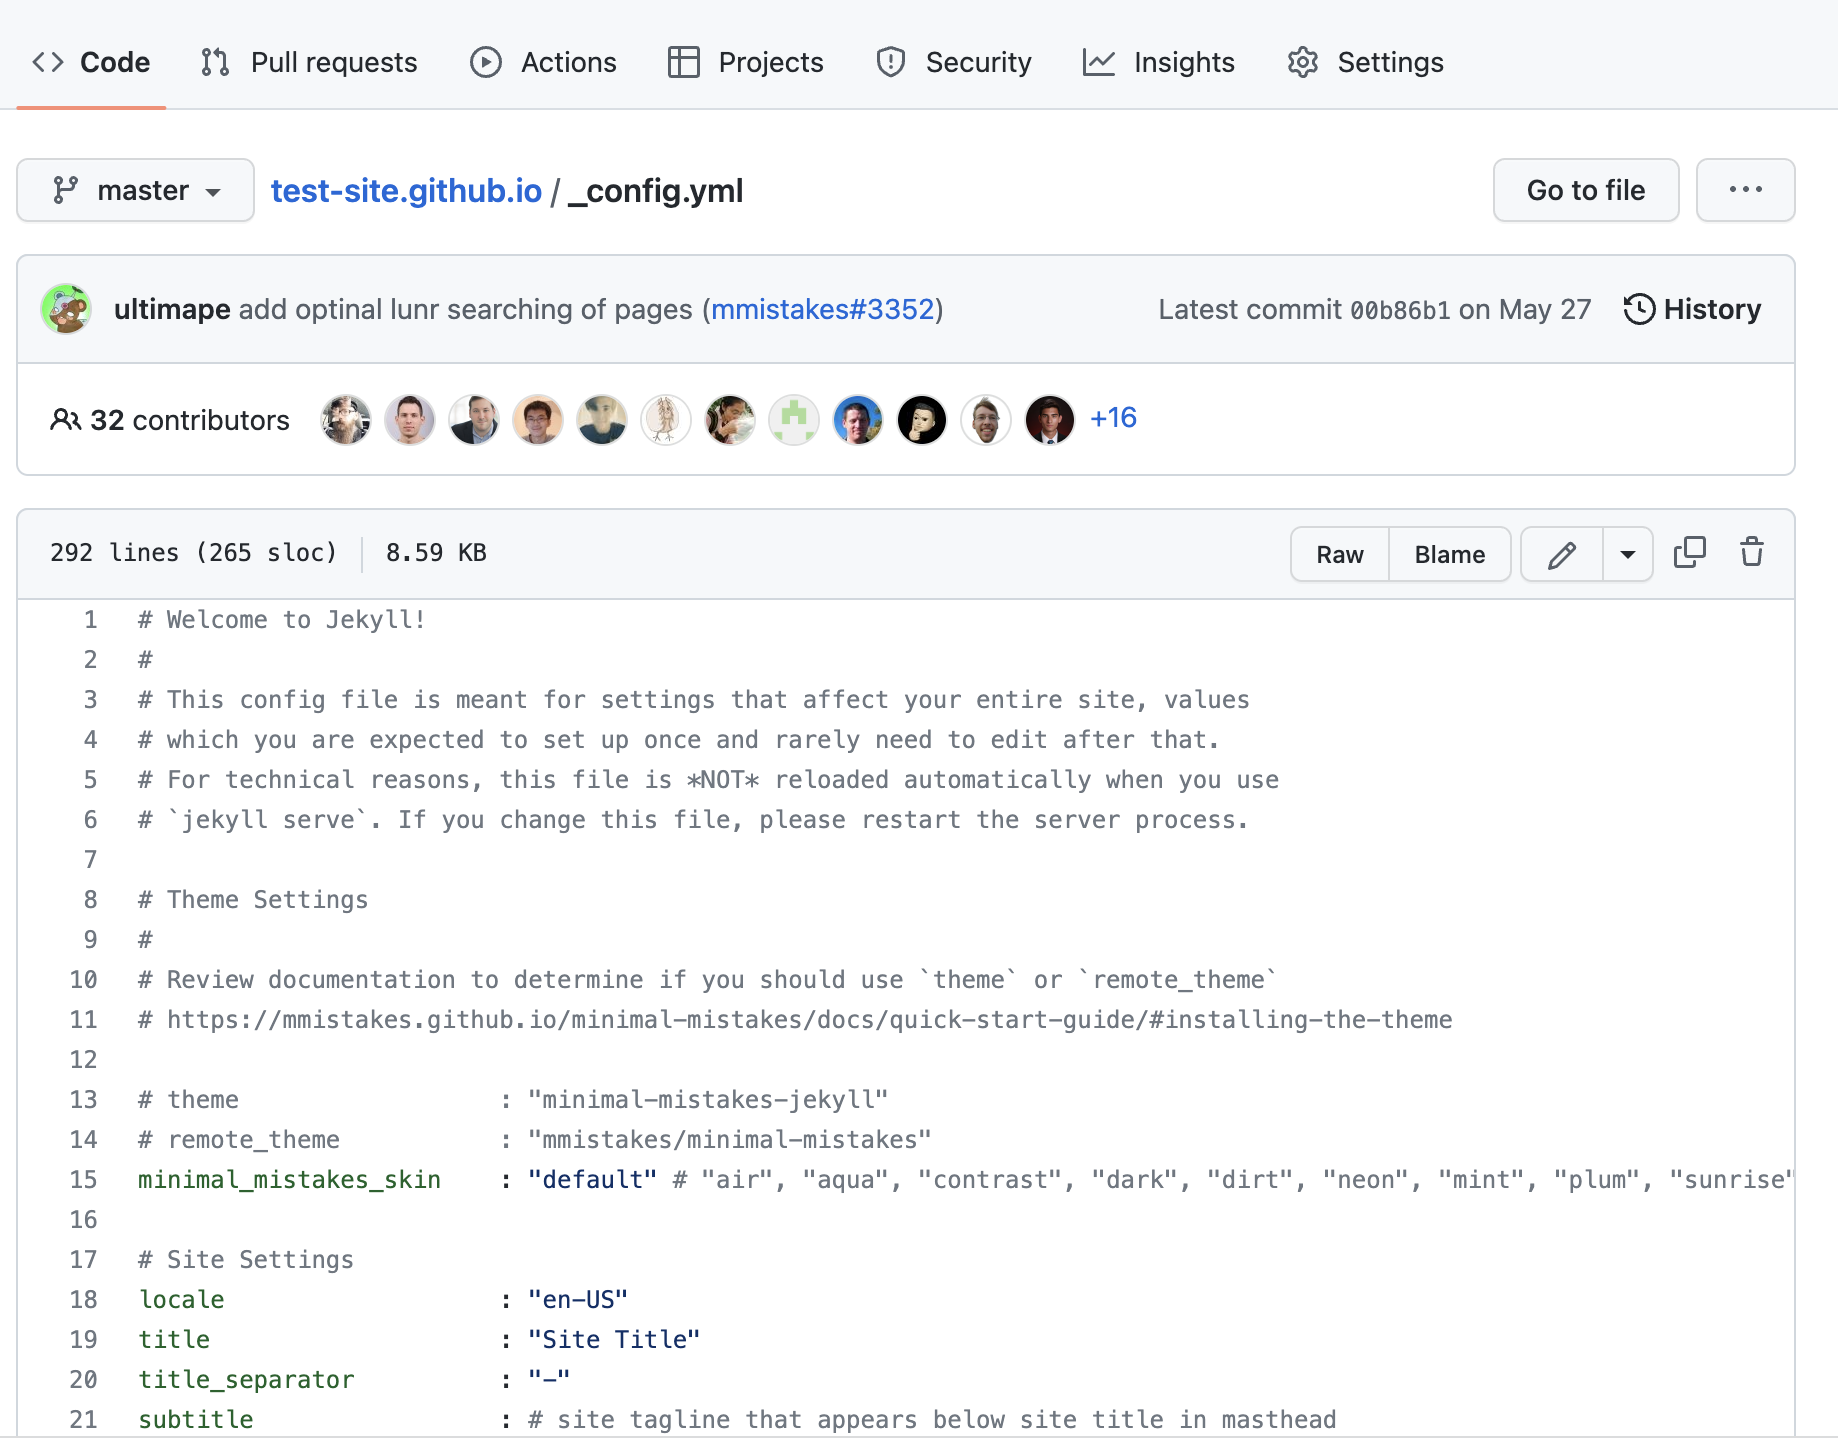 Code Pull requests Actions Projects Security Insights Settings
master test-site.github.io / _config.yml Go to file ...
ultimape add optinal lunr searching of pages (mmistakes#3352) Latest commit 00b86b1 on May 27 History
32 contributors +16
292 lines (265 sloc) 8.59 KB Raw Blame
1 # Welcome to Jekyll!
2 #
3 # This config file is meant for settings that affect your entire site, values
4 # which you are expected to set up once and rarely need to edit after that.
5 # For technical reasons, this file is *NOT* reloaded automatically when you use
6 # `jekyll serve`. If you change this file, please restart the server process.
7
8 # Theme Settings
9 #
10 # Review documentation to determine if you should use `theme` or `remote_theme`
11 # https://mmistakes.github.io/minimal-mistakes/docs/quick-start-guide/#installing-the-theme
12
13 # theme : "minimal-mistakes-jekyll"
14 # remote_theme : "mmistakes/minimal-mistakes"
15 minimal_mistakes_skin : "default" # "air", "aqua", "contrast", "dark", "dirt", "neon", "mint", "plum", "sunrise"
16
17 # Site Settings
18 locale : "en-US"
19 title : "Site Title"
20 title_separator : "-"
21 subtitle : # site tagline that appears below site title in masthead